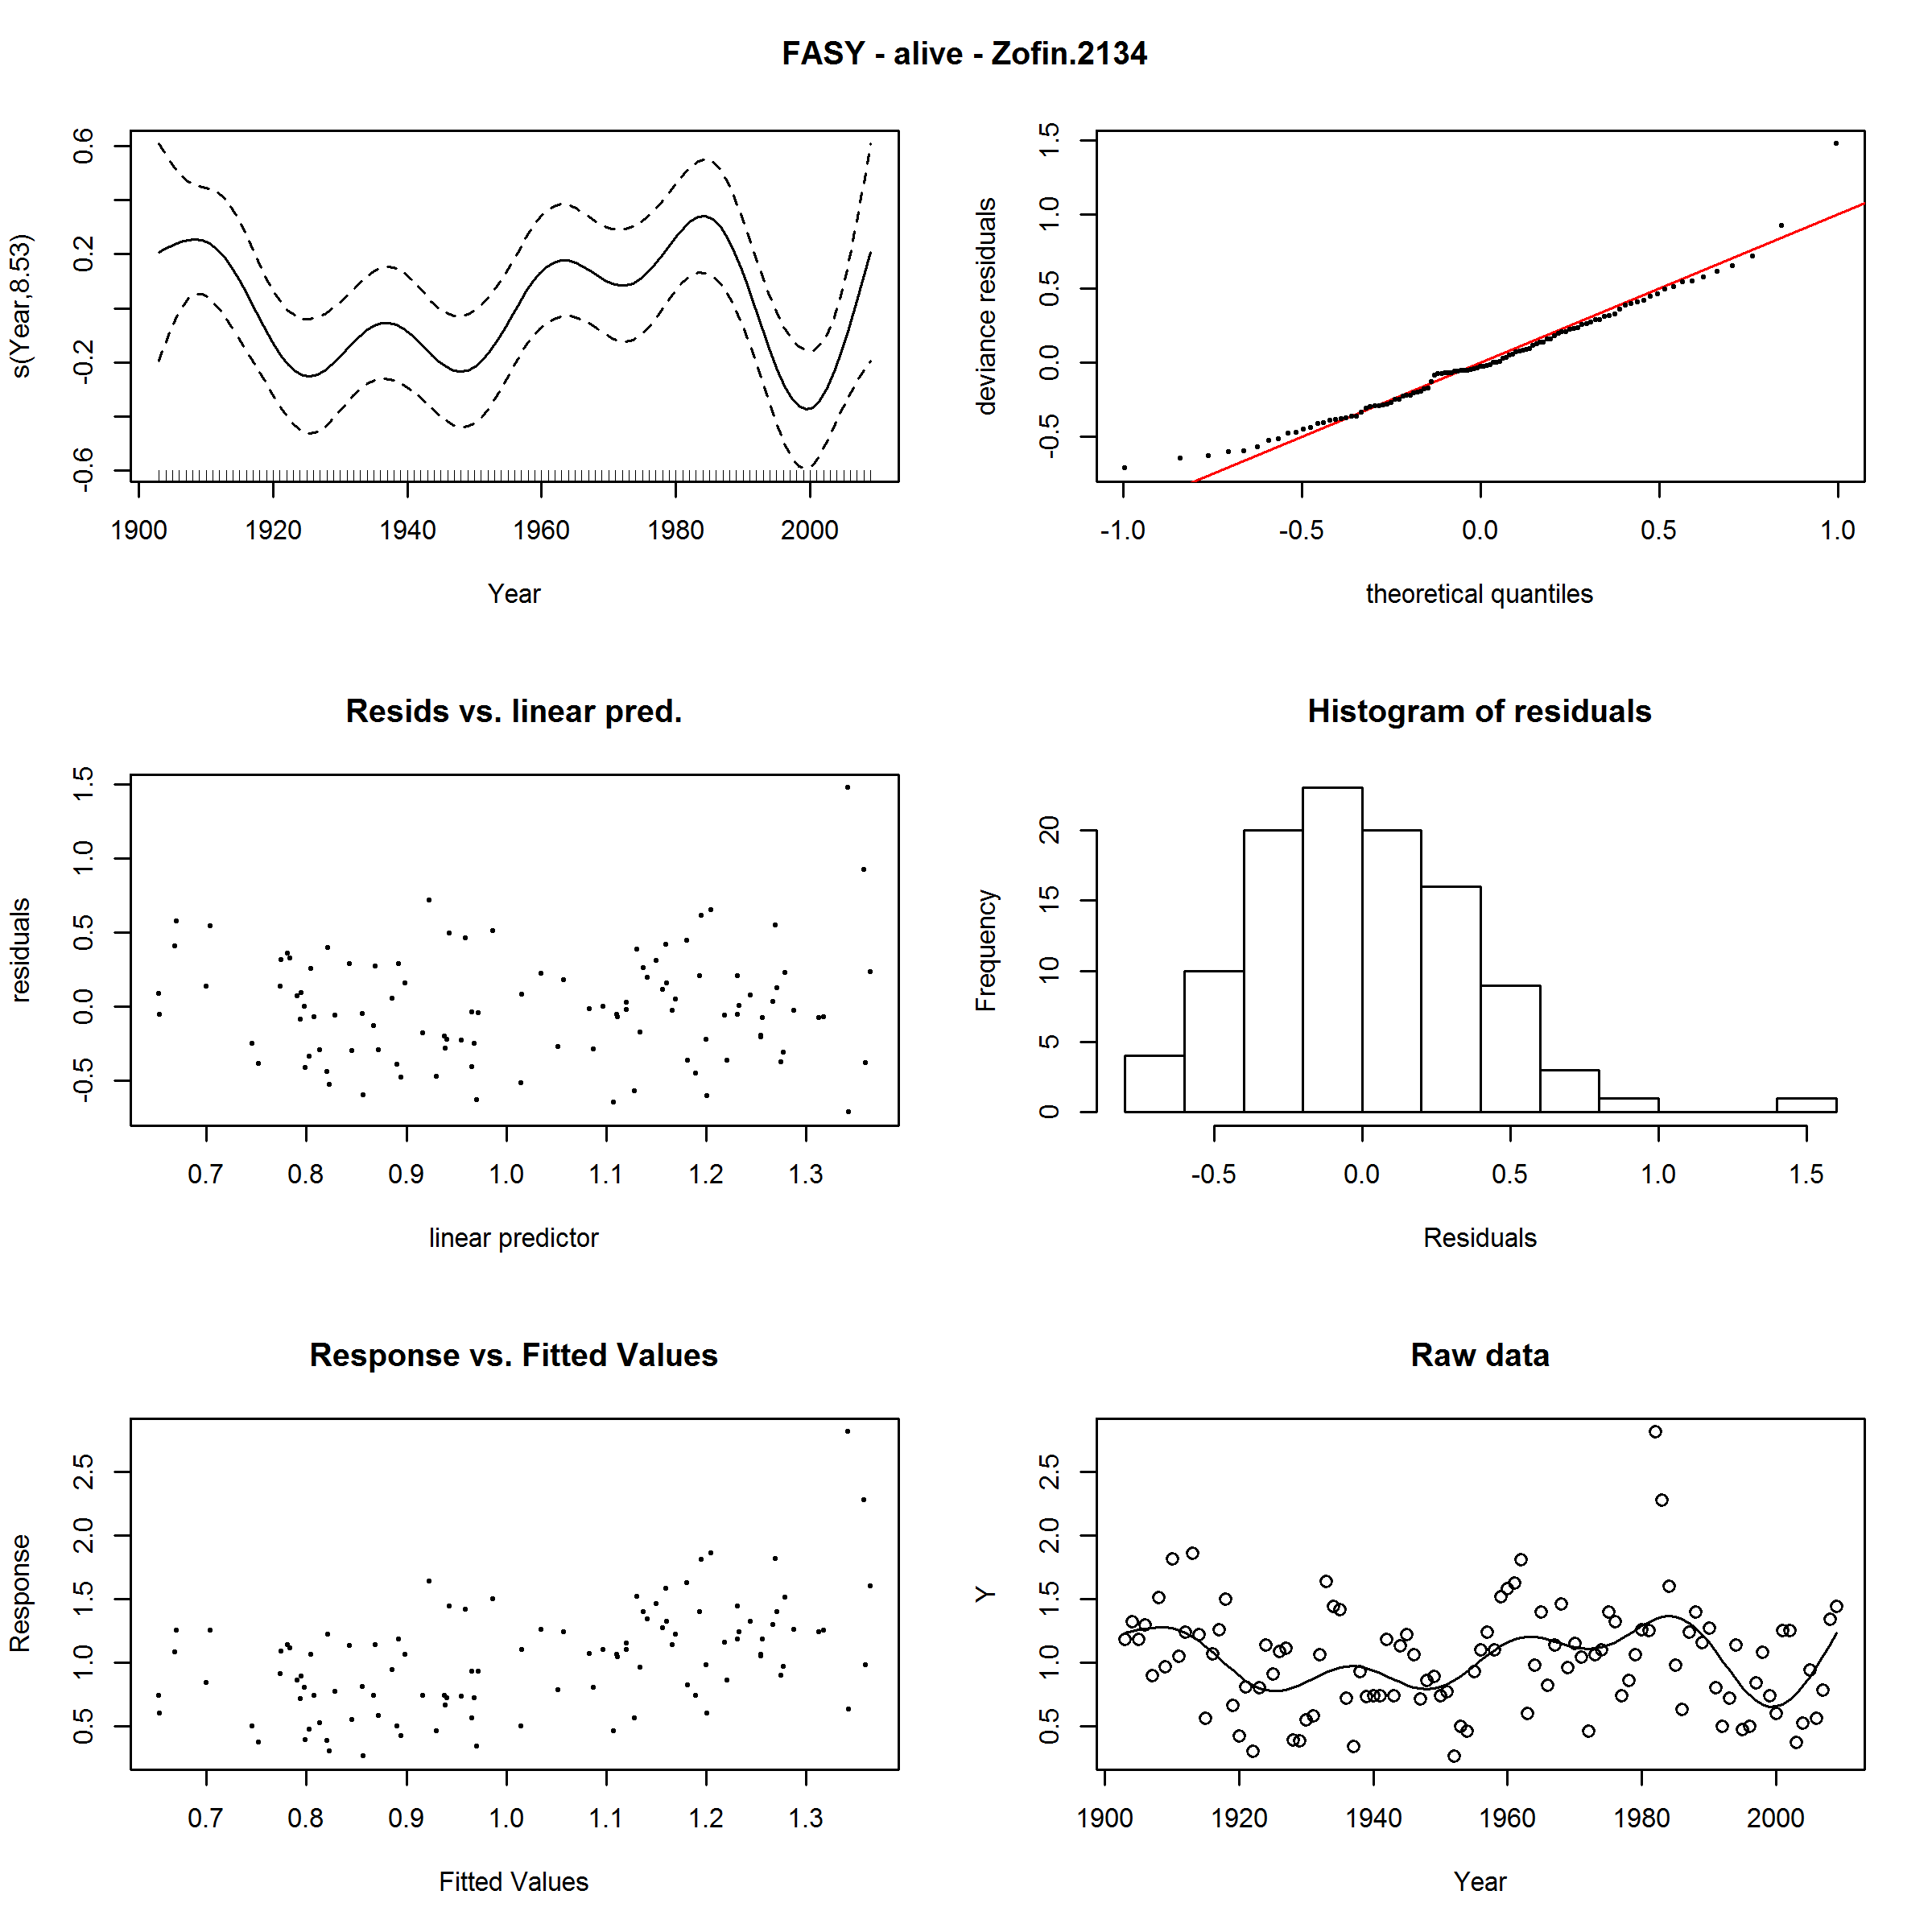 FASY - alive - Zofin.2134
s(Year,8.53)
0.6
0.2
-0.2
-0.6
1900 1920 1940 1960 1980 2000
Year
deviance residuals
1.5
1.0
0.5
0.0
-0.5
-1.0 -0.5 0.0 0.5 1.0
theoretical quantiles
Resids vs. linear pred.
residuals
1.5
1.0
0.5
0.0
-0.5
0.7 0.8 0.9 1.0 1.1 1.2 1.3
linear predictor
Histogram of residuals
Frequency
20
15
10
5
0
-0.5 0.0 0.5 1.0 1.5
Residuals
Response vs. Fitted Values
Response
2.5
2.0
1.5
1.0
0.5
0.7 0.8 0.9 1.0 1.1 1.2 1.3
Fitted Values
Raw data
Y
2.5
2.0
1.5
1.0
0.5
1900 1920 1940 1960 1980 2000
Year